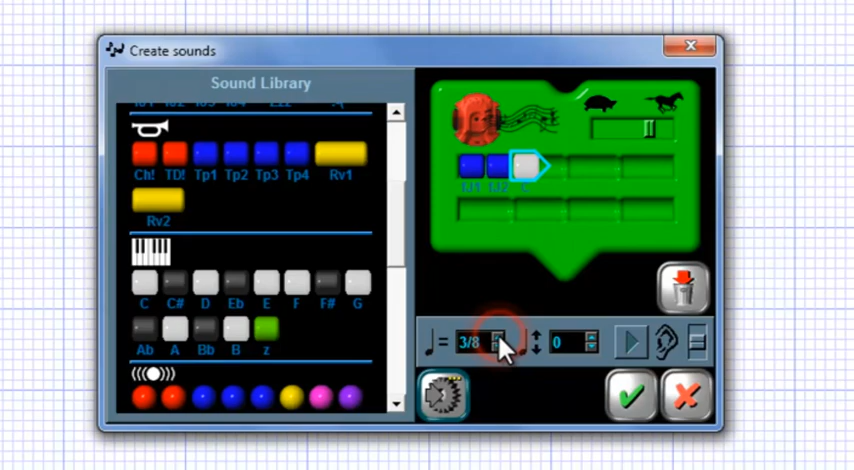 Create sounds
Sound Library
Ch! TD! Tp1 Tp2 Tp3 Tp4 Rv1
Rv2
C C# D Eb E F F# G
Ab A Bb B z
C
= 3/8 0